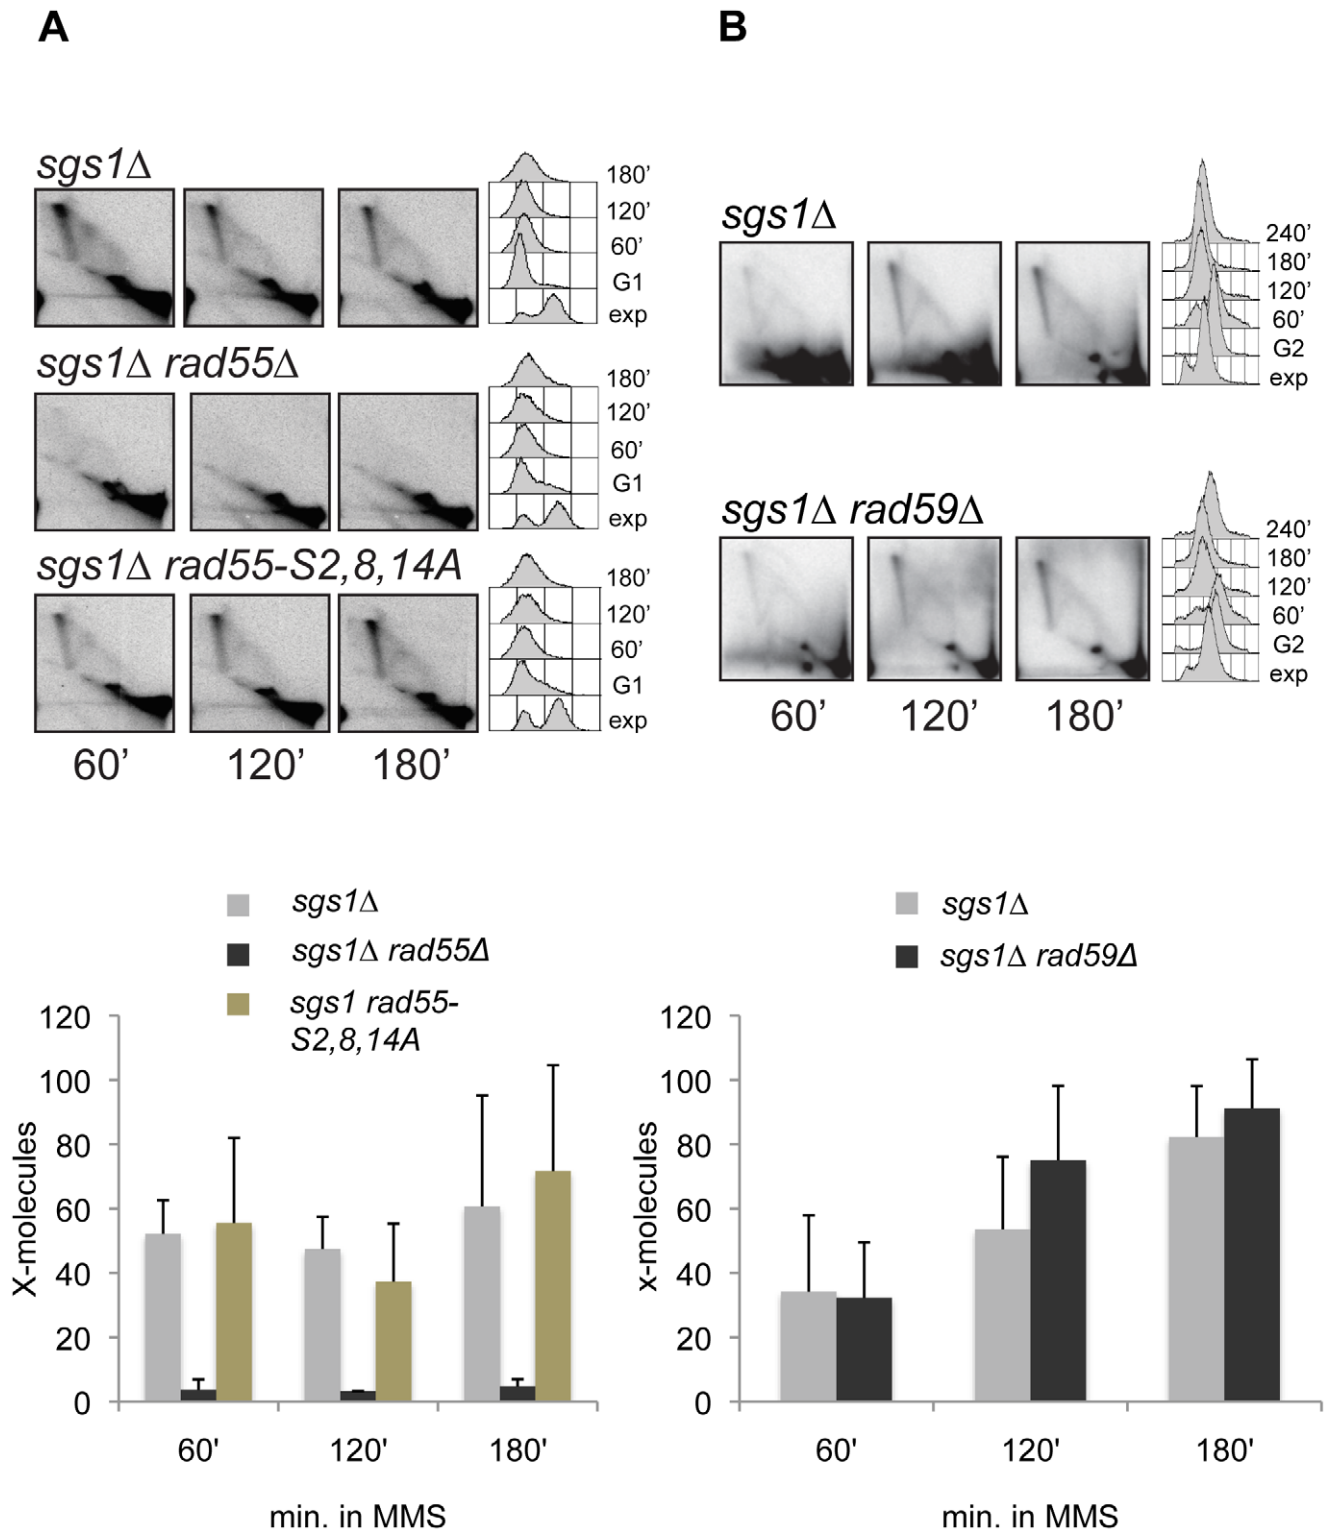 A
B
sgs1Δ
180’
120’
60’
G1
exp
sgs1Δ rad55Δ
180’
120’
60’
G1
exp
sgs1Δ rad55-S2,8,14A
180’
120’
60’
G1
exp
60’ 120’ 180’
sgs1Δ
240’
180’
120’
60’
G2
exp
sgs1Δ rad59Δ
240’
180’
120’
60’
G2
exp
60’ 120’ 180’
sgs1Δ
sgs1Δ rad55Δ
sgs1 rad55-
S2,8,14A
X-molecules
120
100
80
60
40
20
0
60' 120' 180'
min. in MMS
sgs1Δ
sgs1Δ rad59Δ
x-molecules
120
100
80
60
40
20
0
60' 120' 180'
min. in MMS